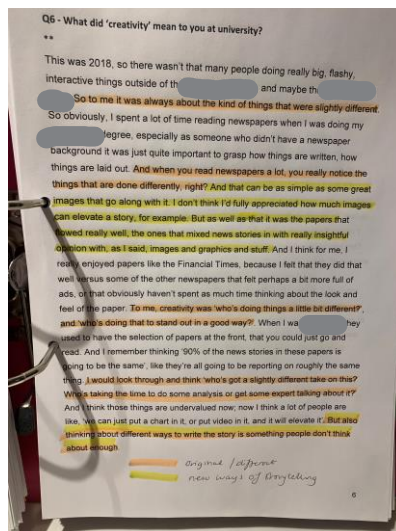 Q6 - What did 'creativity' mean to you at university?
**
This was 2018, so there wasn't that many people doing really big, flashy,
interactive things outside of th and maybe th
So to me it was always about the kind of things that were slightly different.
So obviously, I spent a lot of time reading newspapers when I was doing my
degree, especially as someone who didn't have a newspaper
background it was just quite important to grasp how things are written, how
things are laid out. And when you read newspapers a lot, you really notice the
things that are done differently, right? And that can be as simple as some great
images that go along with it. I don't think I'd fully appreciated how much images
can elevate a story, for example. But as well as that it was the papers that
flowed really well, the ones that mixed news stories in with really insightful
opinion with, as I said, images and graphics and stuff. And I think for me, I
really enjoyed papers like the Financial Times, because I felt that they did that
well versus some of the other newspapers that felt perhaps a bit more full of
ads, or that obviously haven't spent as much time thinking about the look and
feel of the paper. To me, creativity was 'who's doing things a little bit different?',
and 'who's doing that to stand out in a good way?'. When I wa hey
used to have the selection of papers at the front, that you could just go and
read. And I remember thinking '90% of the news stories in these papers is
going to be the same', like they're all going to be reporting on roughly the same
thing. I would look through and think 'who's got a slightly different take on this?
Who's taking the time to do some analysis or get some expert talking about it?'
And I think those things are undervalued now; now I think a lot of people are
like, 'we can just put a chart in it, or put video in it, and it will elevate it'. But also
thinking about different ways to write the story is something people don't think
about enough.
original / different
new ways of storytelling
6